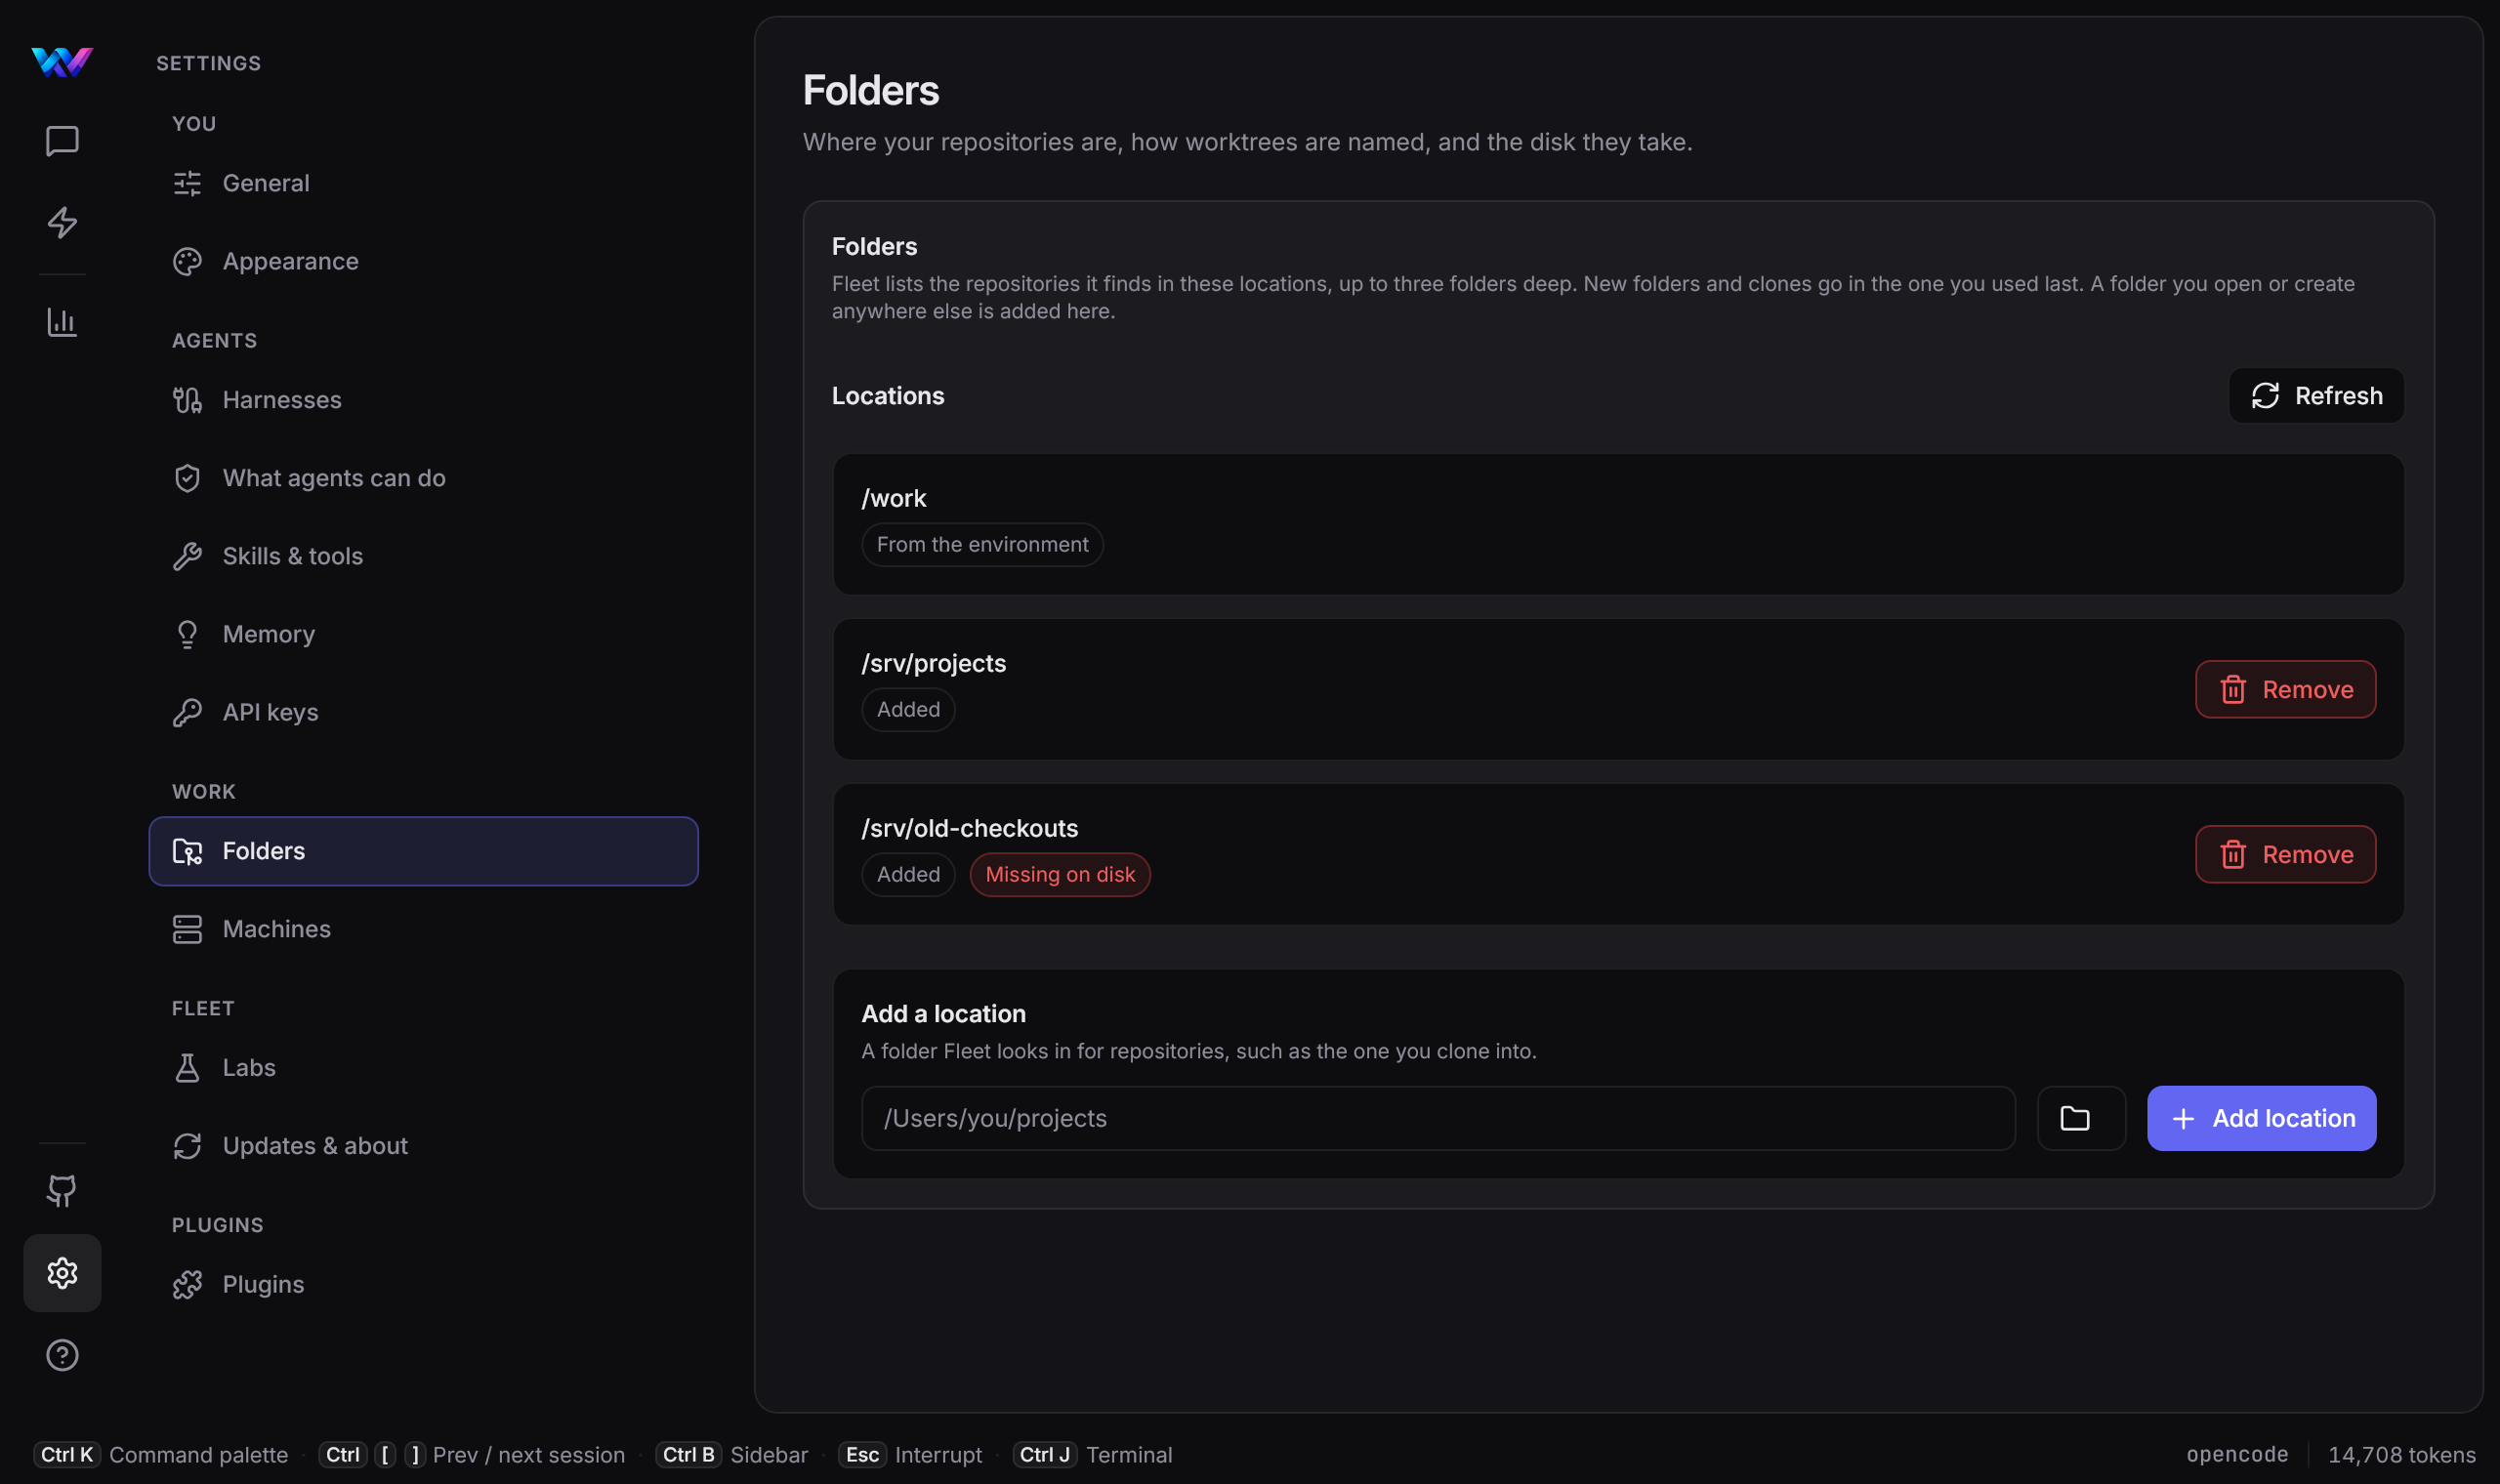 SETTINGS
YOU
General
Appearance
AGENTS
Harnesses
What agents can do
Skills & tools
Memory
API keys
WORK
Folders
Machines
FLEET
Labs
Updates & about
PLUGINS
Plugins
Folders
Where your repositories are, how worktrees are named, and the disk they take.
Folders
Fleet lists the repositories it finds in these locations, up to three folders deep. New folders and clones go in the one you used last. A folder you open or create
anywhere else is added here.
Locations
Refresh
/work
From the environment
/srv/projects
Added
Remove
/srv/old-checkouts
Added Missing on disk
Remove
Add a location
A folder Fleet looks in for repositories, such as the one you clone into.
/Users/you/projects
Add location
Ctrl K Command palette · Ctrl [ ] Prev / next session · Ctrl B Sidebar · Esc Interrupt · Ctrl J Terminal
opencode 14,708 tokens